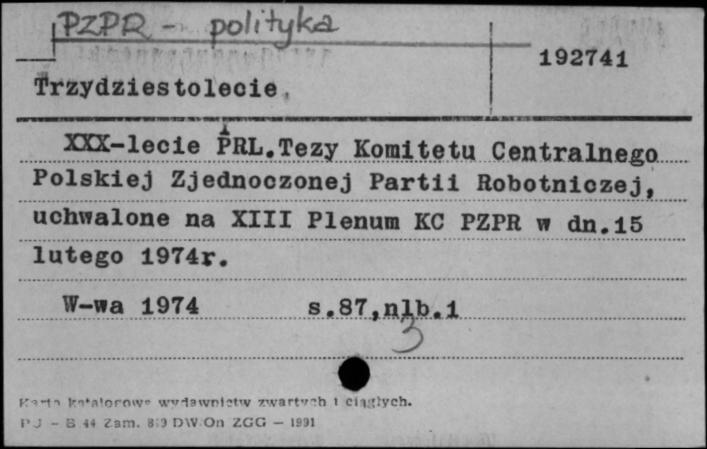 PZPR - polityka
192741
Trzydziestolecie
XXX-lecie PRL.Tezy Komitetu Centralnego
Polskiej Zjednoczonej Partii Robotniczej,
uchwalone na XIII Plenum KC PZPR w dn.15
lutego 1974r.
W-wa 1974 s.87,nlb.1
3
Karta katalogowa wydawnictw zwartych i ciągłych.
PU - B 44 Zam. 819 DW.On ZGG - 1991